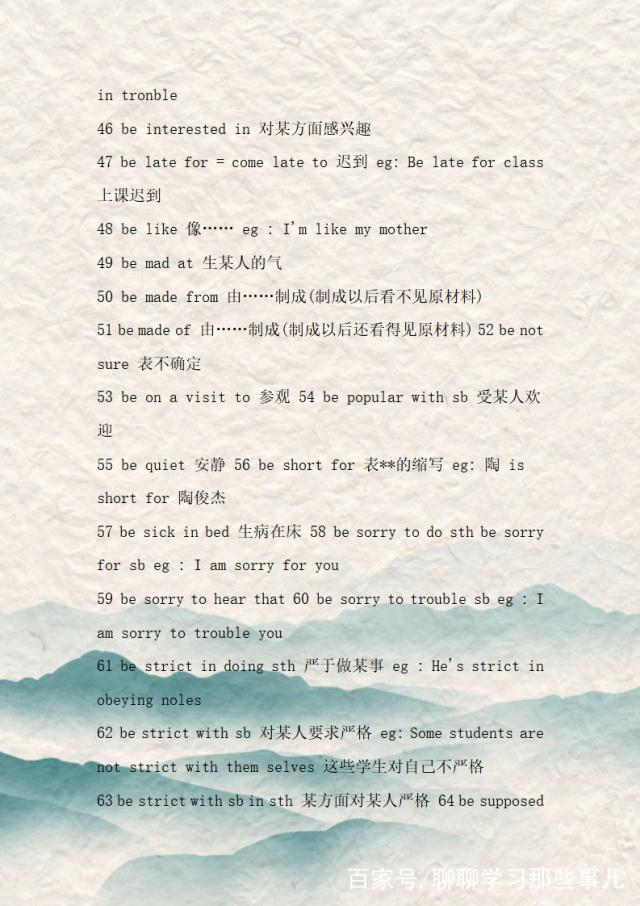 in tronble
46 be interested in 对某方面感兴趣
47 be late for = come late to 迟到 eg: Be late for class
上课迟到
48 be like 像…… eg : I'm like my mother
49 be mad at 生某人的气
50 be made from 由……制成(制成以后看不见原材料)
51 be made of 由……制成(制成以后还看得见原材料) 52 be not
sure 表不确定
53 be on a visit to 参观 54 be popular with sb 受某人欢
迎
55 be quiet 安静 56 be short for 表**的缩写 eg: 陶 is
short for 陶俊杰
57 be sick in bed 生病在床 58 be sorry to do sth be sorry
for sb eg : I am sorry for you
59 be sorry to hear that 60 be sorry to trouble sb eg : I
am sorry to trouble you
61 be strict in doing sth 严于做某事 eg : He's strict in
obeying noles
62 be strict with sb 对某人要求严格 eg: Some students are
not strict with them selves 这些学生对自己不严格
63 be strict with sb in sth 某方面对某人严格 64 be supposed
百家号/聊聊学习那些事儿